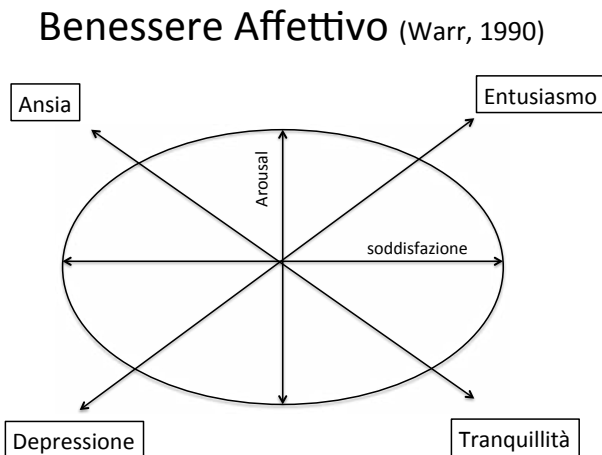 Benessere Affettivo (Warr, 1990)
Ansia
Entusiasmo
Arousal
soddisfazione
Depressione
Tranquillità